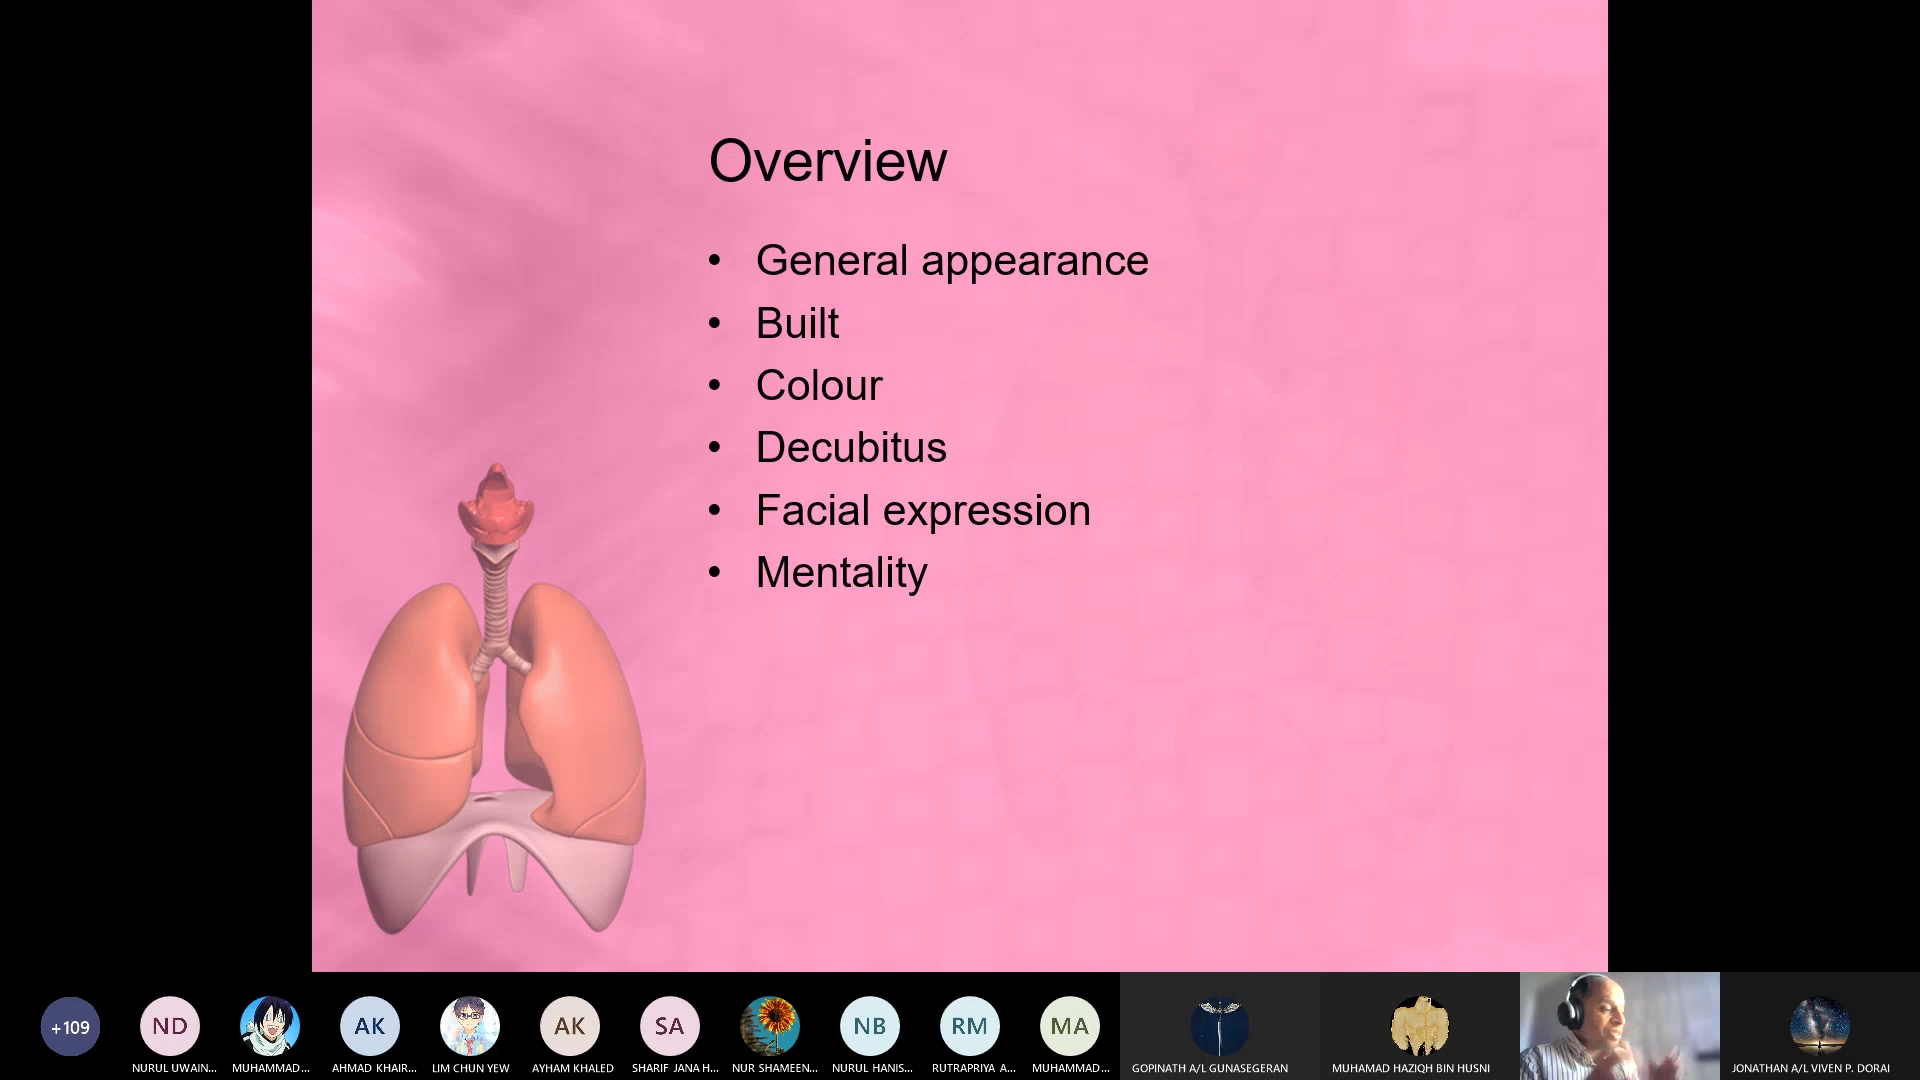 Overview
• General appearance
• Built
• Colour
• Decubitus
• Facial expression
• Mentality
+109
ND
AK
AK
SA
NB
RM
MA
NURUL UWAIN...
MUHAMMAD...
AHMAD KHAIR...
LIM CHUN YEW
AYHAM KHALED
SHARIF JANA H...
NUR SHAMEEN...
NURUL HANIS...
RUTRAPRIYA A...
MUHAMMAD...
GOPINATH A/L GUNASEGERAN
MUHAMAD HAZIQH BIN HUSNI
JONATHAN A/L VIVEN P. DORAI